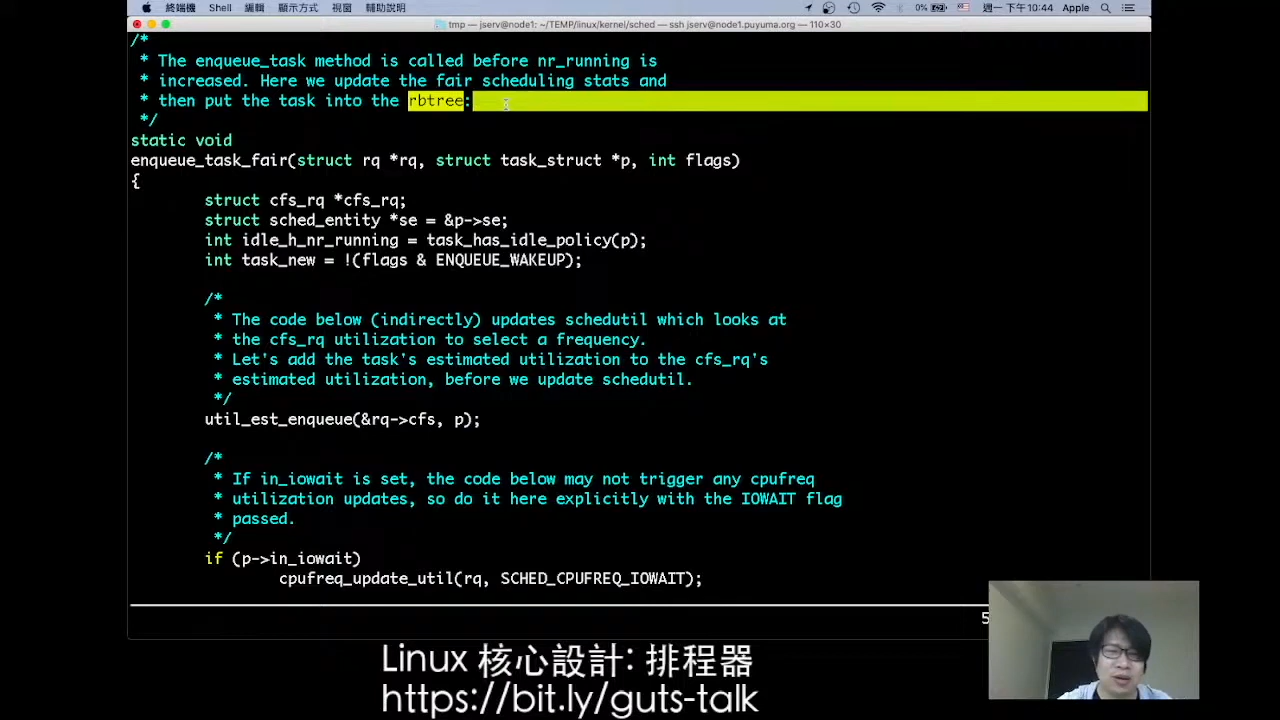 終端機 Shell 編輯 顯示方式 視窗 輔助說明 0% 週一 下午10:44 Apple
tmp — jserv@node1: ~/TEMP/linux/kernel/sched — ssh jserv@node1.puyuma.org — 110×30
/*
 * The enqueue_task method is called before nr_running is
 * increased. Here we update the fair scheduling stats and
 * then put the task into the rbtree:
 */
static void
enqueue_task_fair(struct rq *rq, struct task_struct *p, int flags)
{
        struct cfs_rq *cfs_rq;
        struct sched_entity *se = &p->se;
        int idle_h_nr_running = task_has_idle_policy(p);
        int task_new = !(flags & ENQUEUE_WAKEUP);
        /*
         * The code below (indirectly) updates schedutil which looks at
         * the cfs_rq utilization to select a frequency.
         * Let's add the task's estimated utilization to the cfs_rq's
         * estimated utilization, before we update schedutil.
         */
        util_est_enqueue(&rq->cfs, p);
        /*
         * If in_iowait is set, the code below may not trigger any cpufreq
         * utilization updates, so do it here explicitly with the IOWAIT flag
         * passed.
         */
        if (p->in_iowait)
                cpufreq_update_util(rq, SCHED_CPUFREQ_IOWAIT);
Linux 核心設計: 排程器
https://bit.ly/guts-talk